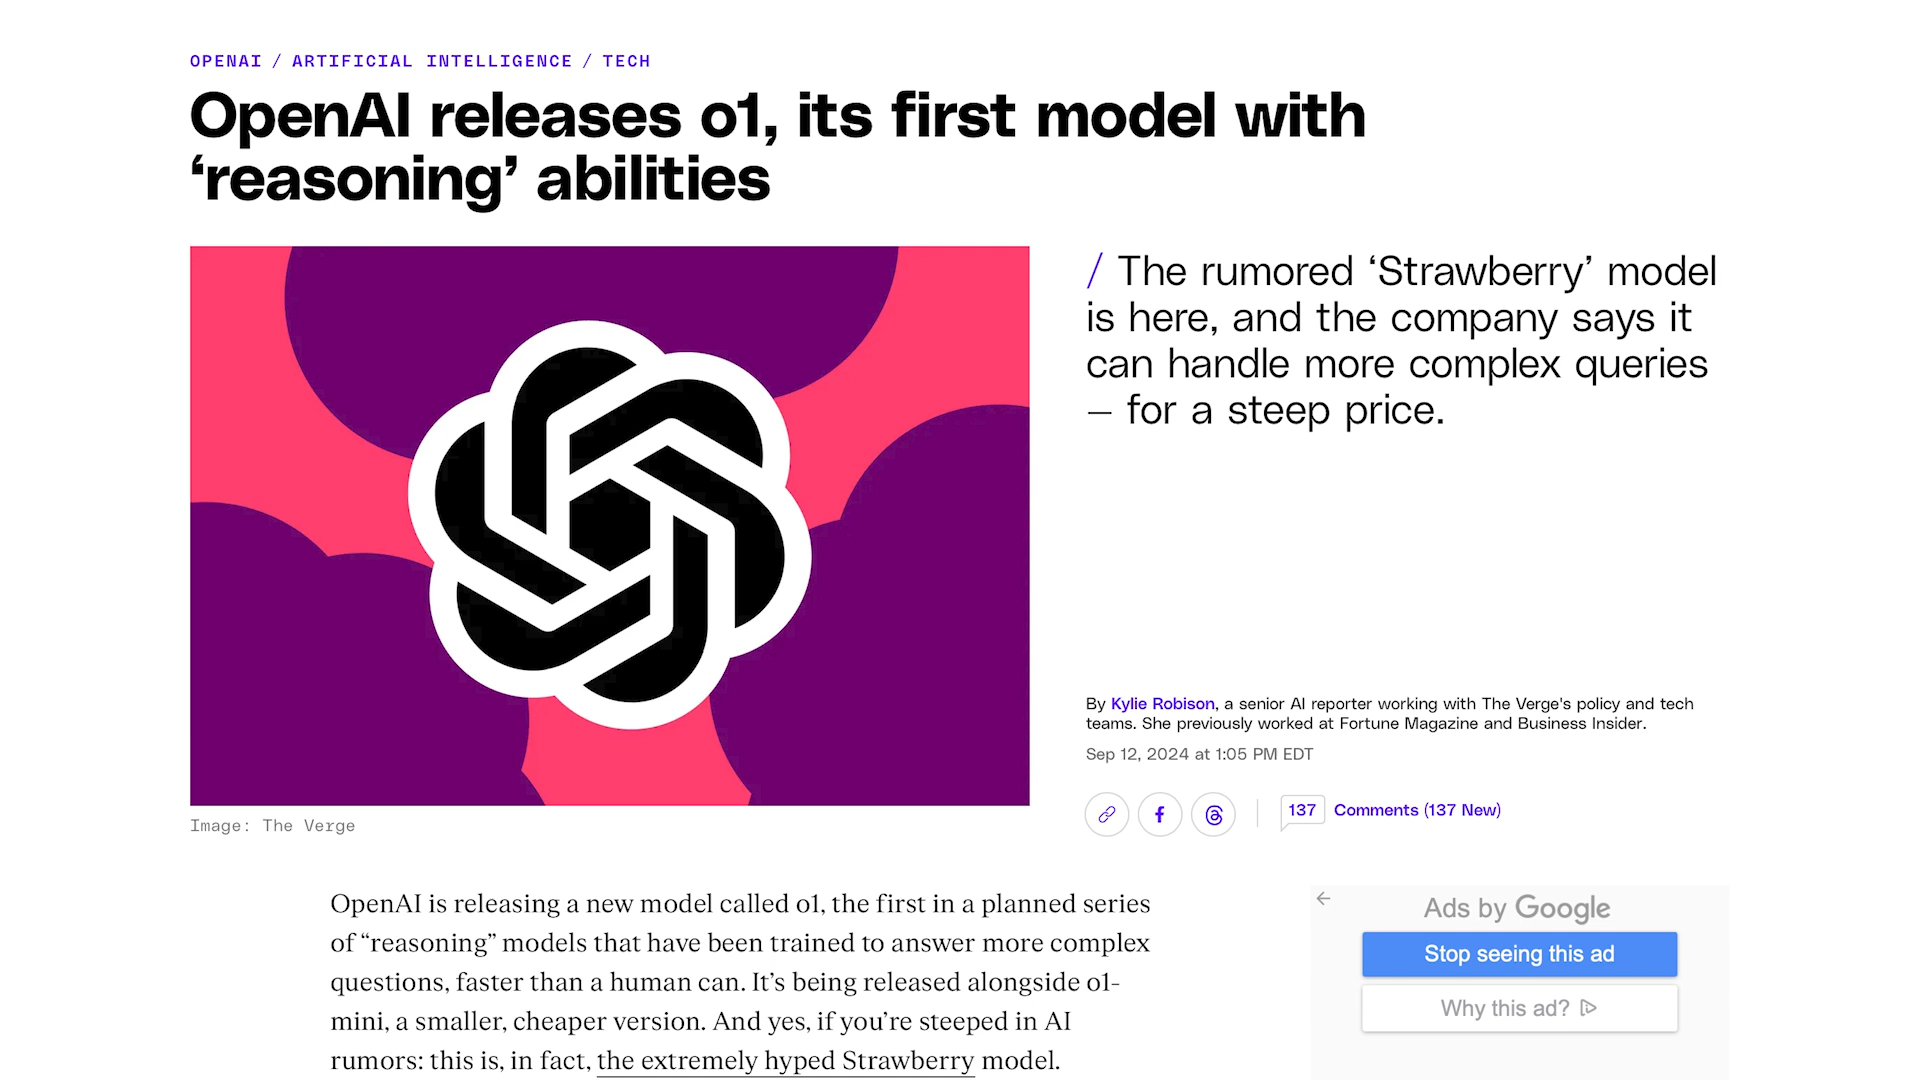 OPENAI / ARTIFICIAL INTELLIGENCE / TECH
OpenAI releases o1, its first model with
‘reasoning’ abilities
/ The rumored ‘Strawberry’ model
is here, and the company says it
can handle more complex queries
— for a steep price.
By Kylie Robison, a senior AI reporter working with The Verge's policy and tech
teams. She previously worked at Fortune Magazine and Business Insider.
Sep 12, 2024 at 1:05 PM EDT
137 Comments (137 New)
Image: The Verge
OpenAI is releasing a new model called o1, the first in a planned series
of “reasoning” models that have been trained to answer more complex
questions, faster than a human can. It’s being released alongside o1-
mini, a smaller, cheaper version. And yes, if you’re steeped in AI
rumors: this is, in fact, the extremely hyped Strawberry model.
Ads by Google
Stop seeing this ad
Why this ad?